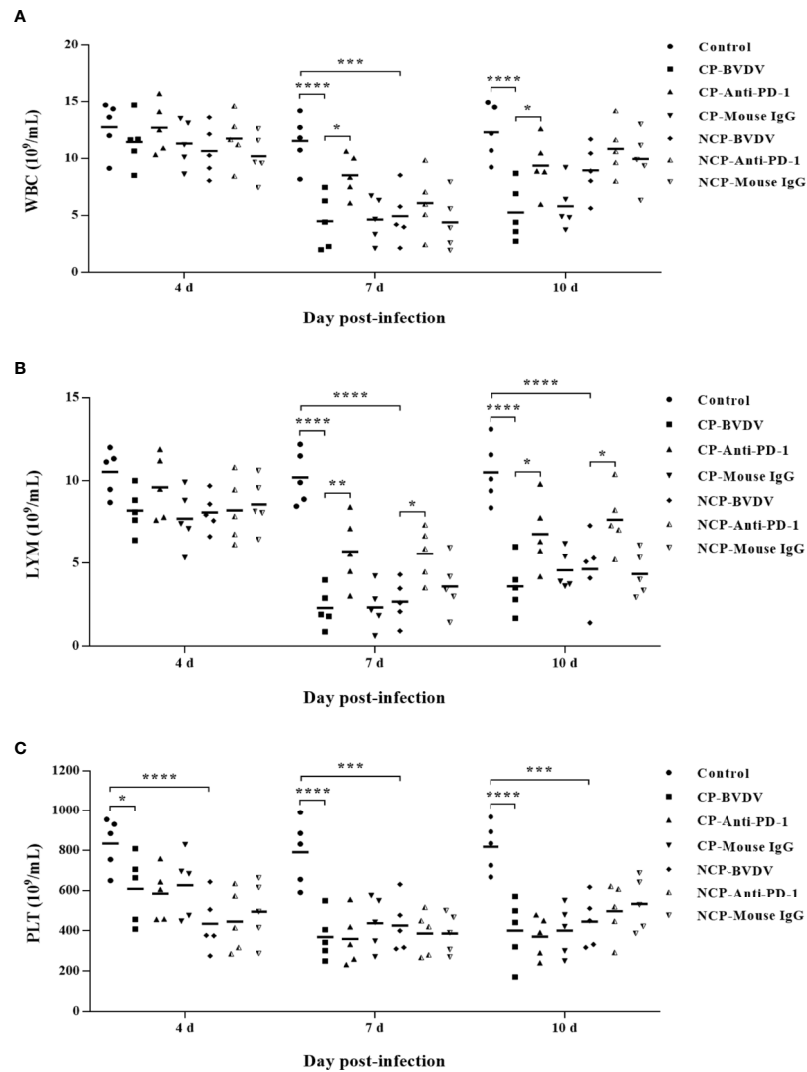 A
20
15
10
5
0
WBC (10⁹/mL)
****
***
*
****
*
4 d
7 d
10 d
Day post-infection
Control
CP-BVDV
CP-Anti-PD-1
CP-Mouse IgG
NCP-BVDV
NCP-Anti-PD-1
NCP-Mouse IgG
B
15
10
5
0
LYM (10⁹/mL)
****
****
**
*
****
****
*
*
4 d
7 d
10 d
Day post-infection
Control
CP-BVDV
CP-Anti-PD-1
CP-Mouse IgG
NCP-BVDV
NCP-Anti-PD-1
NCP-Mouse IgG
C
1200
1000
800
600
400
200
0
PLT (10⁹/mL)
****
*
***
****
***
****
4 d
7 d
10 d
Day post-infection
Control
CP-BVDV
CP-Anti-PD-1
CP-Mouse IgG
NCP-BVDV
NCP-Anti-PD-1
NCP-Mouse IgG